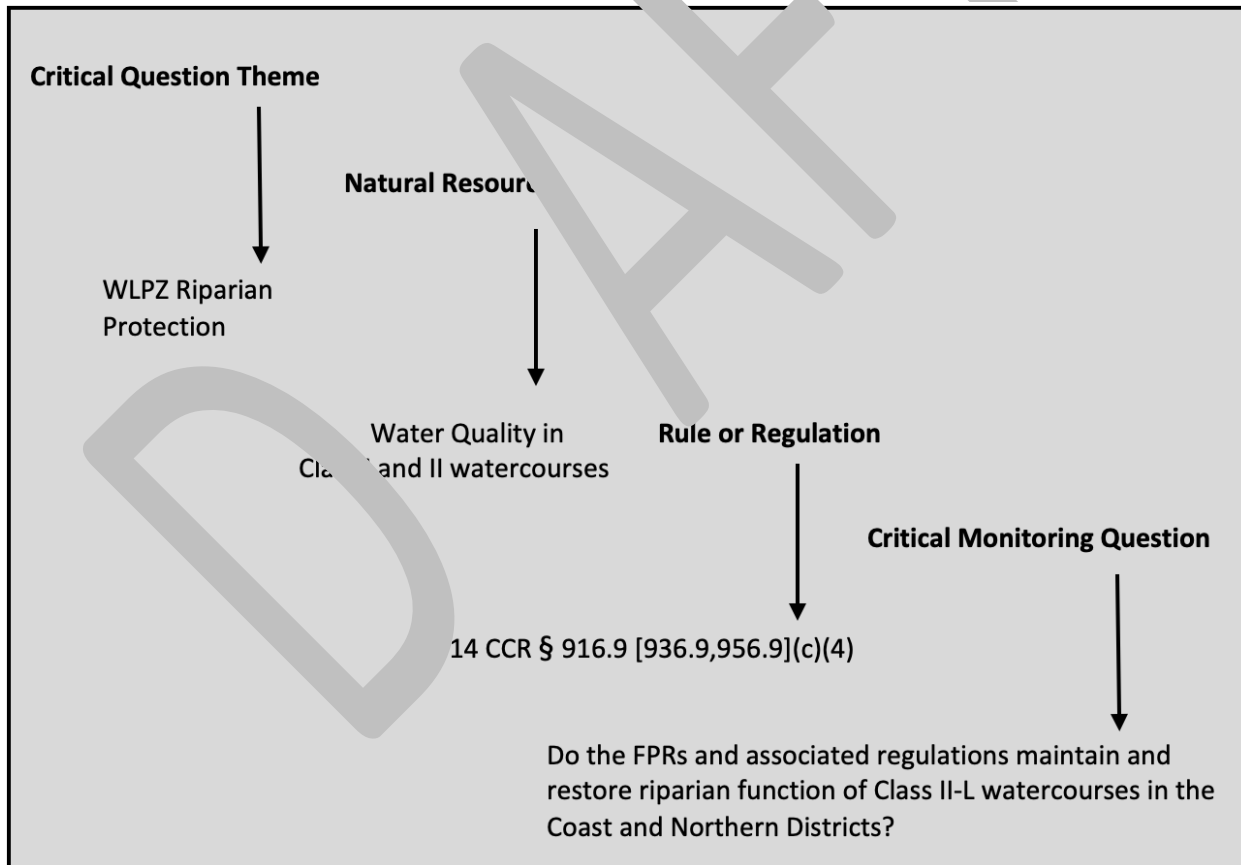 Critical Question Theme
Natural
WLPZ Riparian
Protection
Water Quality in
and II watercourses
Rule or Regulation
Critical Monitoring Question
14 CCR § 916.9 [936.9,956.9](c)(4)
Do the FPRs and associated regulations maintain and
restore riparian function of Class II-L watercourses in the
Coast and Northern Districts?